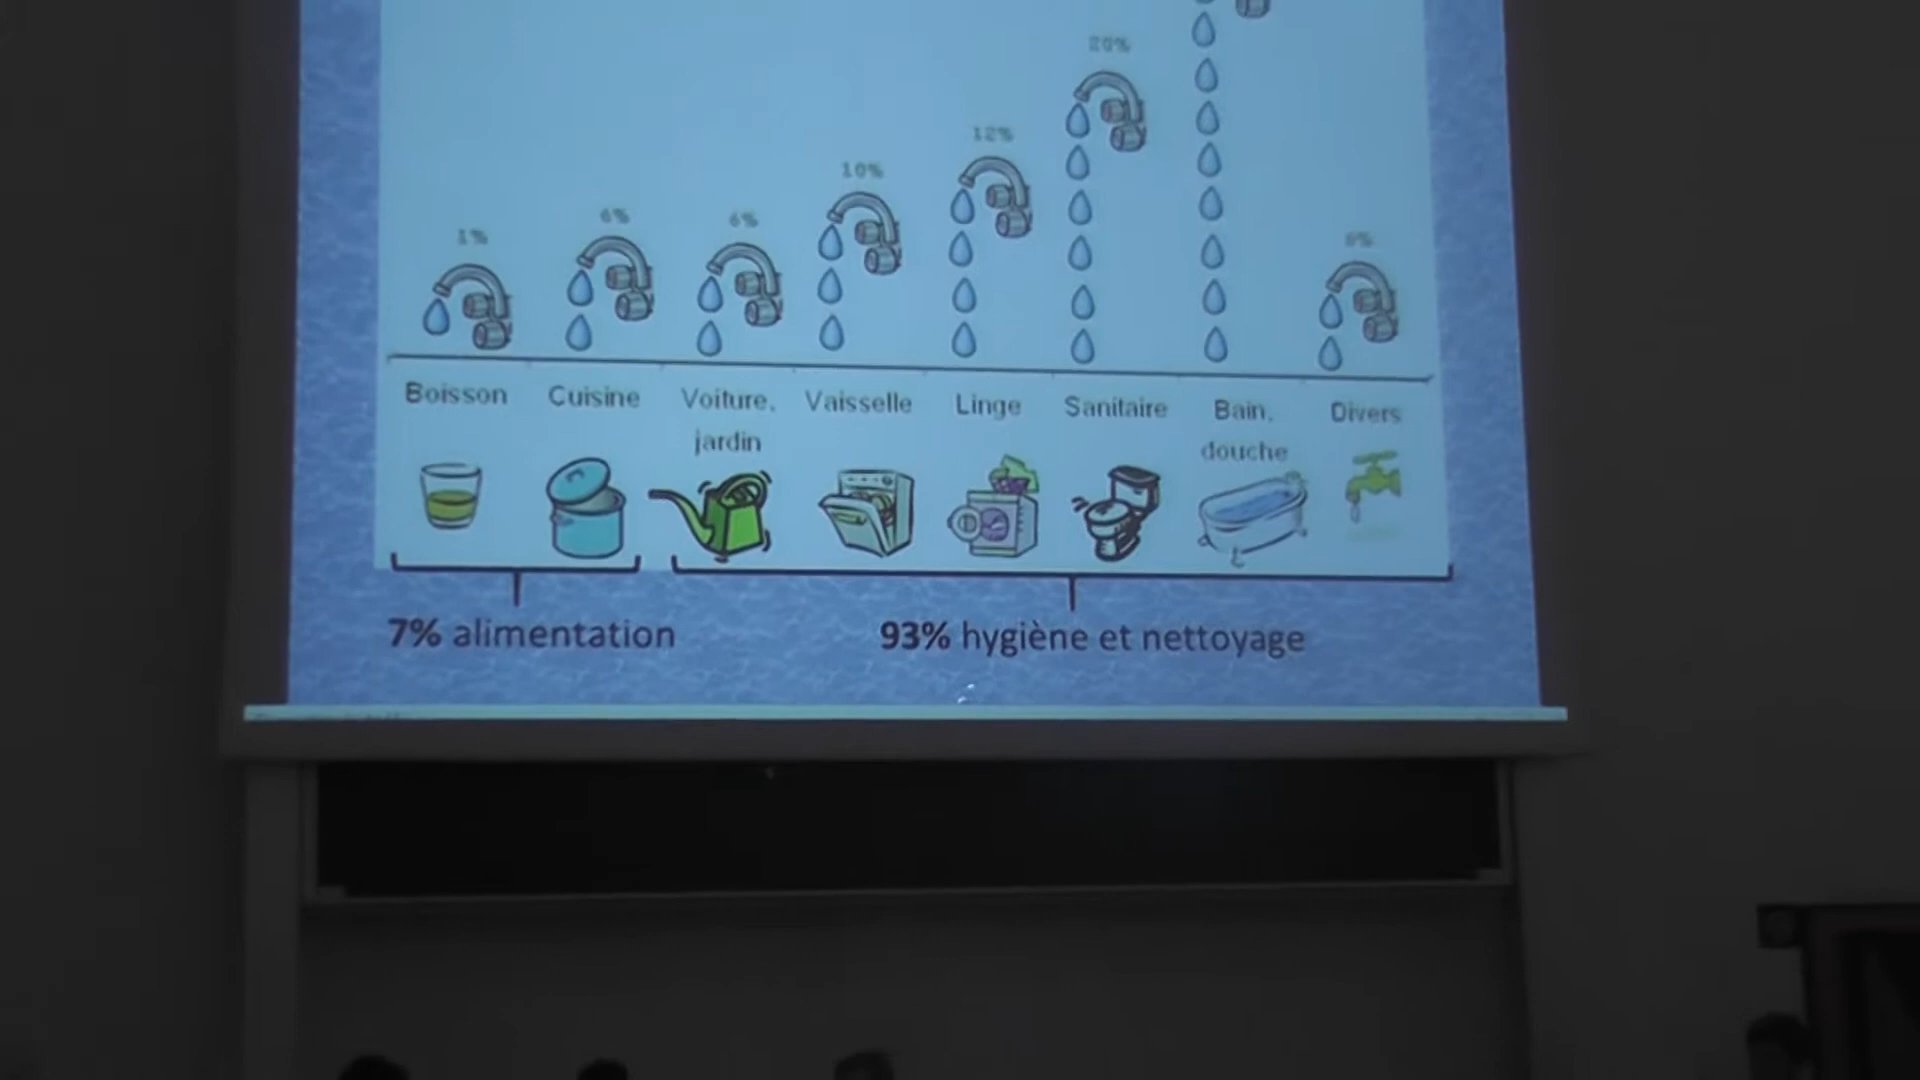 20%
12%
10%
6%
6%
1%
6%
Boisson
Cuisine
Voiture,
jardin
Vaisselle
Linge
Sanitaire
Bain,
douche
Divers
7% alimentation
93% hygiène et nettoyage